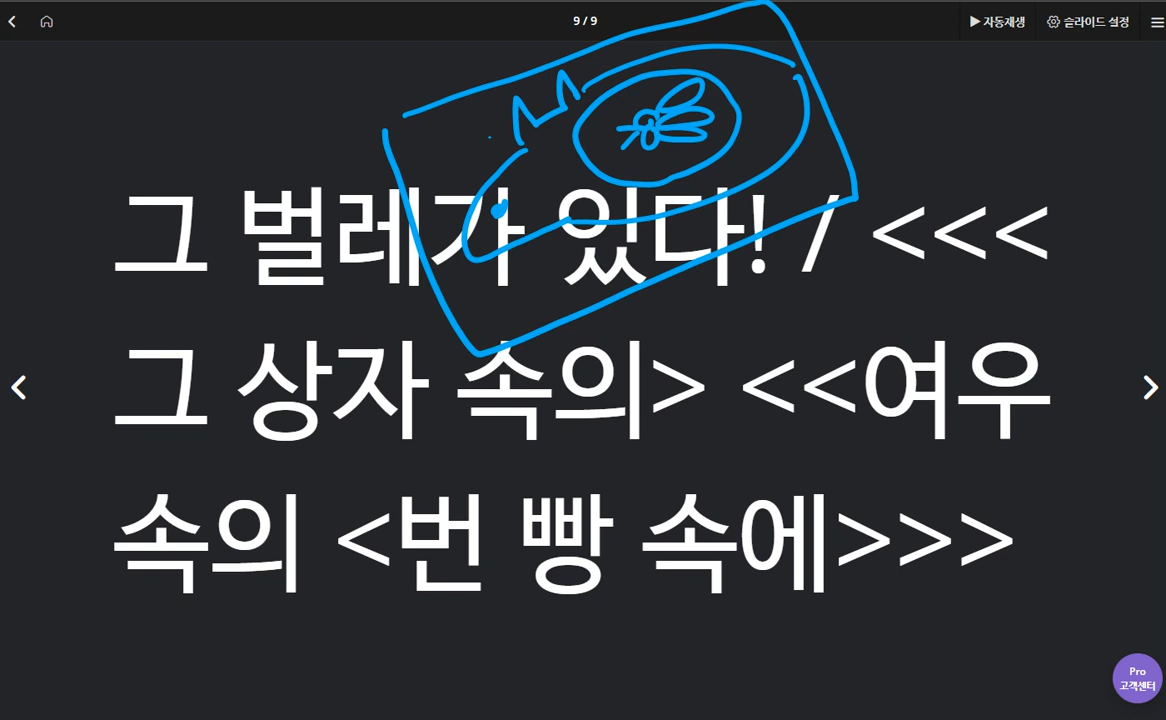 9 / 9
▶ 자동재생
슬라이드 설정
그 벌레가 있다! / <<<
그 상자 속의> <<여우
속의 <번 빵 속에>>>
Pro
고객센터